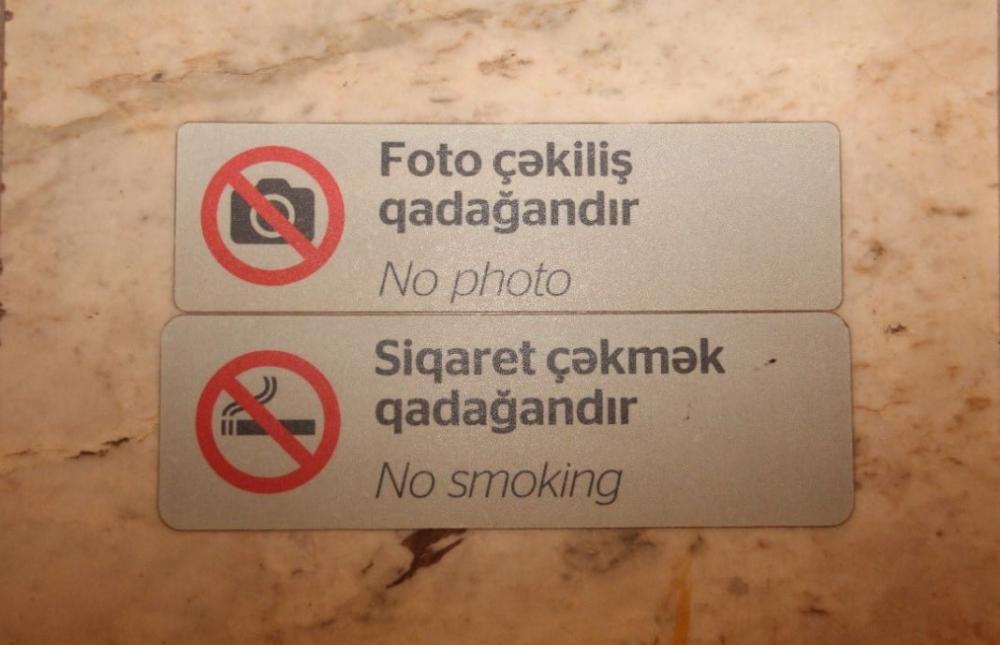 Foto çəkiliş
qadağandır
No photo
Siqaret çəkmək
qadağandır
No smoking